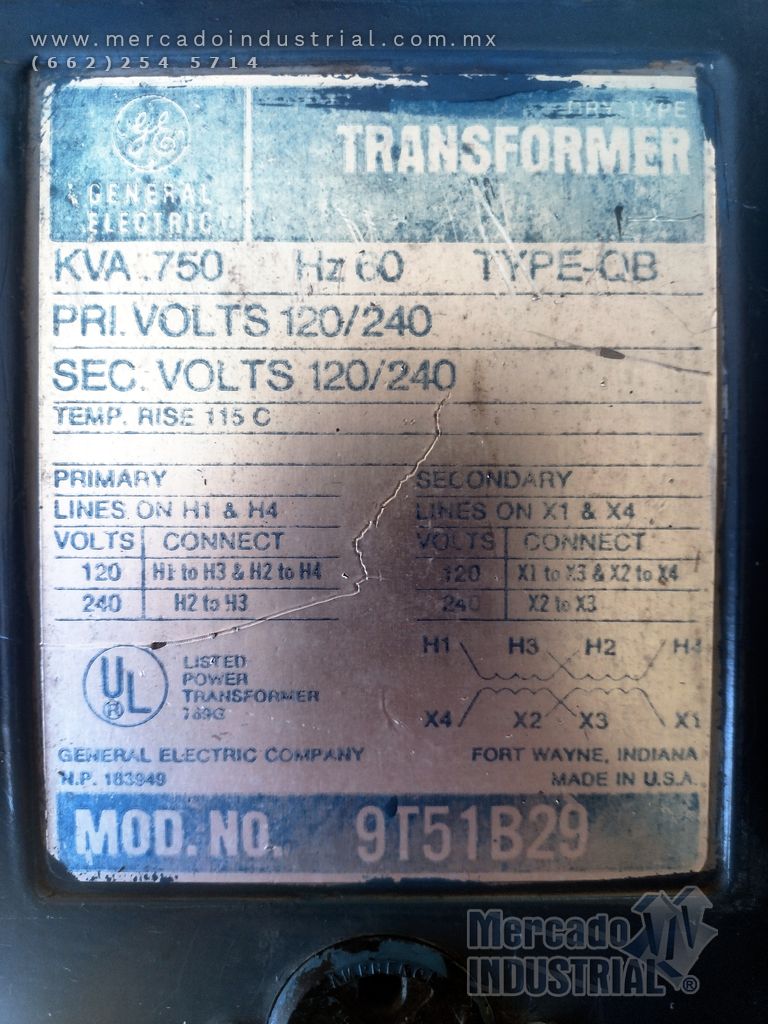 www.mercadoindustrial.com.mx
(662)254 5714
DRY TYPE
TRANSFORMER
GE
GENERAL
ELECTRIC
KVA .750 Hz 60 TYPE-QB
PRI. VOLTS 120/240
SEC. VOLTS 120/240
TEMP. RISE 115 C
PRIMARY SECONDARY
LINES ON H1 & H4 LINES ON X1 & X4
VOLTS CONNECT VOLTS CONNECT
120 H1 to H3 & H2 to H4 120 X1 to X3 & X2 to X4
240 H2 to H3 240 X2 to X3
H1 H3 H2 H4
UL ®
LISTED
POWER
TRANSFORMER
789G
X4 X2 X3 X1
GENERAL ELECTRIC COMPANY FORT WAYNE, INDIANA
N.P. 183949 MADE IN U.S.A.
MOD. NO. 9T51B29
Mercado
INDUSTRIAL ®